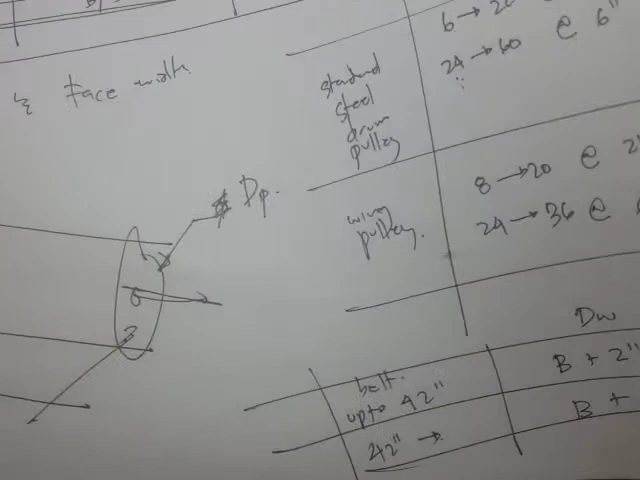 & face width.
Dp.
standard
steel
drum
pulley
6 → 2
24 → 60 @ 6"
8 → 20 @ 2
wing
pulley.
24 → 36 @
Dw
belt.
upto 42"
B + 2"
42" →
B +